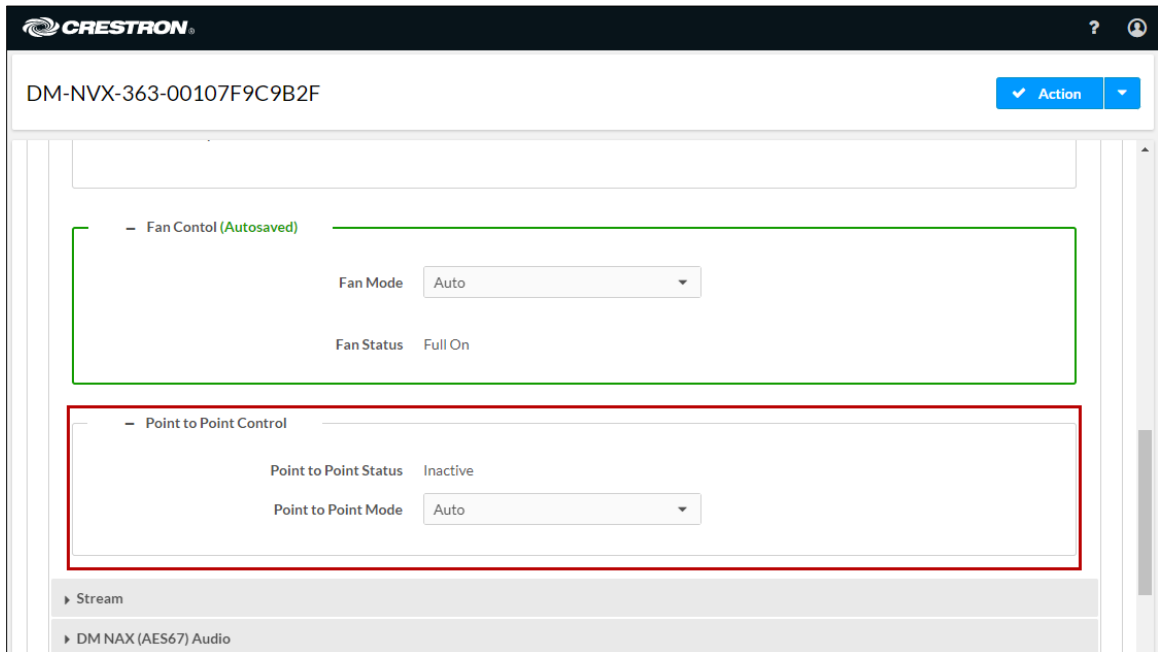 CRESTRON®
?
DM-NVX-363-00107F9C9B2F
Action
– Fan Contol (Autosaved)
Fan Mode Auto
Fan Status Full On
– Point to Point Control
Point to Point Status Inactive
Point to Point Mode Auto
Stream
DM NAX (AES67) Audio